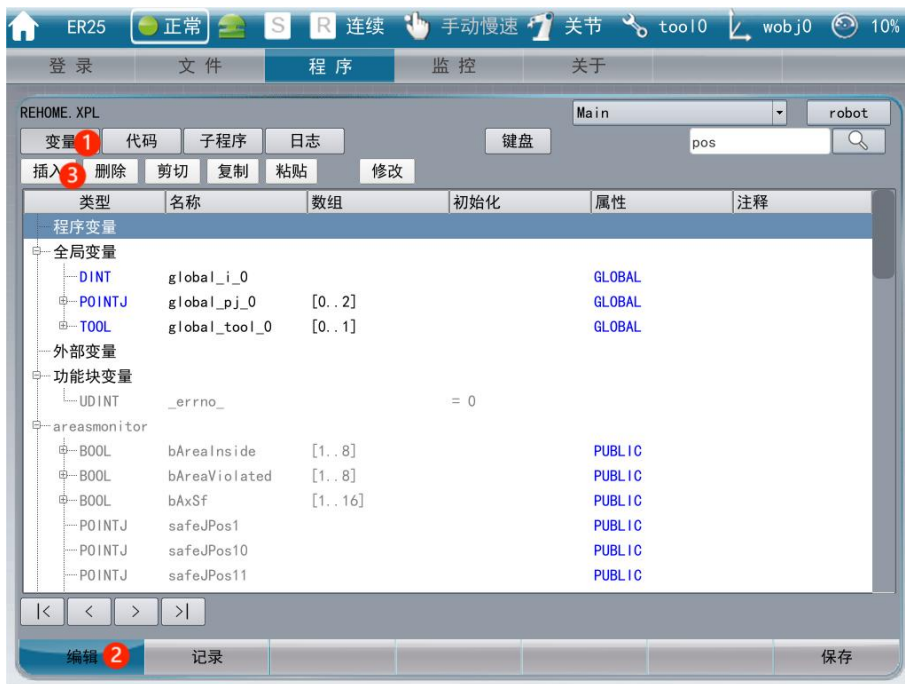 ER25 正常 S R 连续 手动慢速 关节 tool0 wobj0 10%
登 录 文 件 程 序 监 控 关于
REHOME.XPL Main robot
变量 1 代码 子程序 日志 键盘 pos
插入 3 删除 剪切 复制 粘贴 修改
类型 名称 数组 初始化 属性 注释
程序变量
全局变量
DINT global_i_0 GLOBAL
POINTJ global_pj_0 [0..2] GLOBAL
TOOL global_tool_0 [0..1] GLOBAL
外部变量
功能块变量
UDINT _errno_ = 0
areasmonitor
BOOL bAreaInside [1..8] PUBLIC
BOOL bAreaViolated [1..8] PUBLIC
BOOL bAxSf [1..16] PUBLIC
POINTJ safeJPos1 PUBLIC
POINTJ safeJPos10 PUBLIC
POINTJ safeJPos11 PUBLIC
|< < > >|
编辑 2 记录 保存